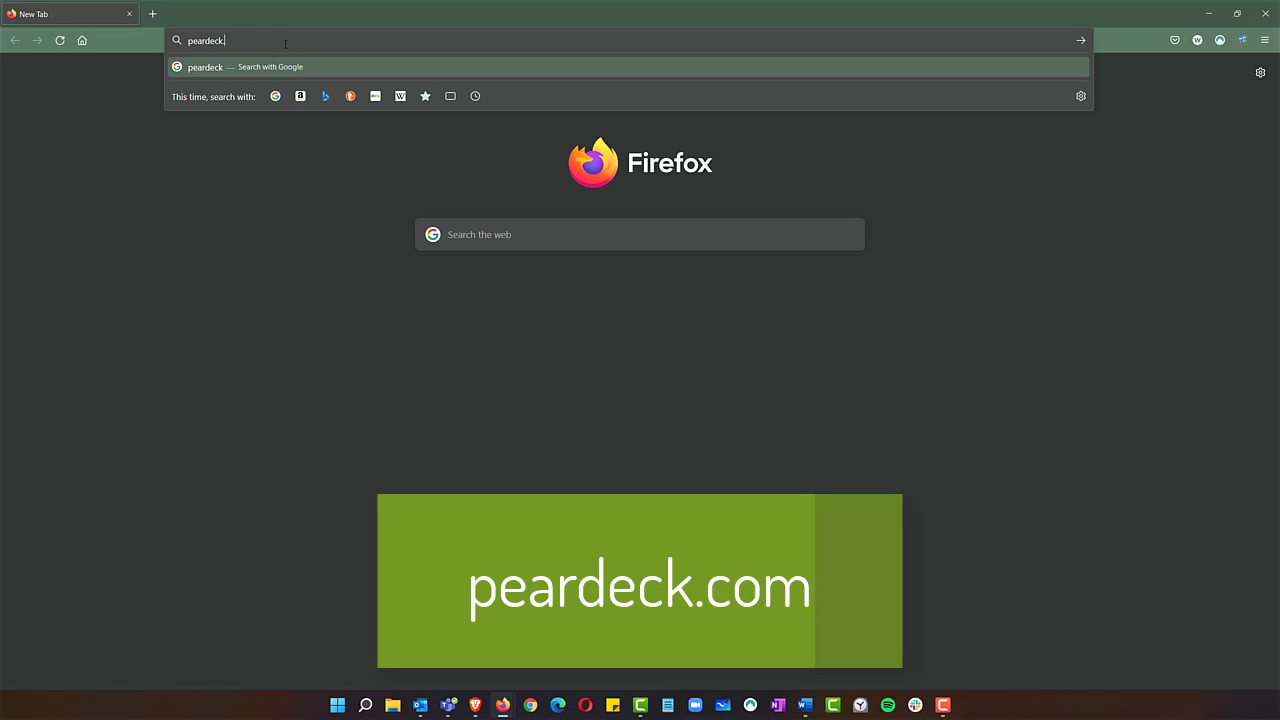 New Tab
peardeck.
peardeck — Search with Google
This time, search with:
Firefox
Search the web
peardeck.com